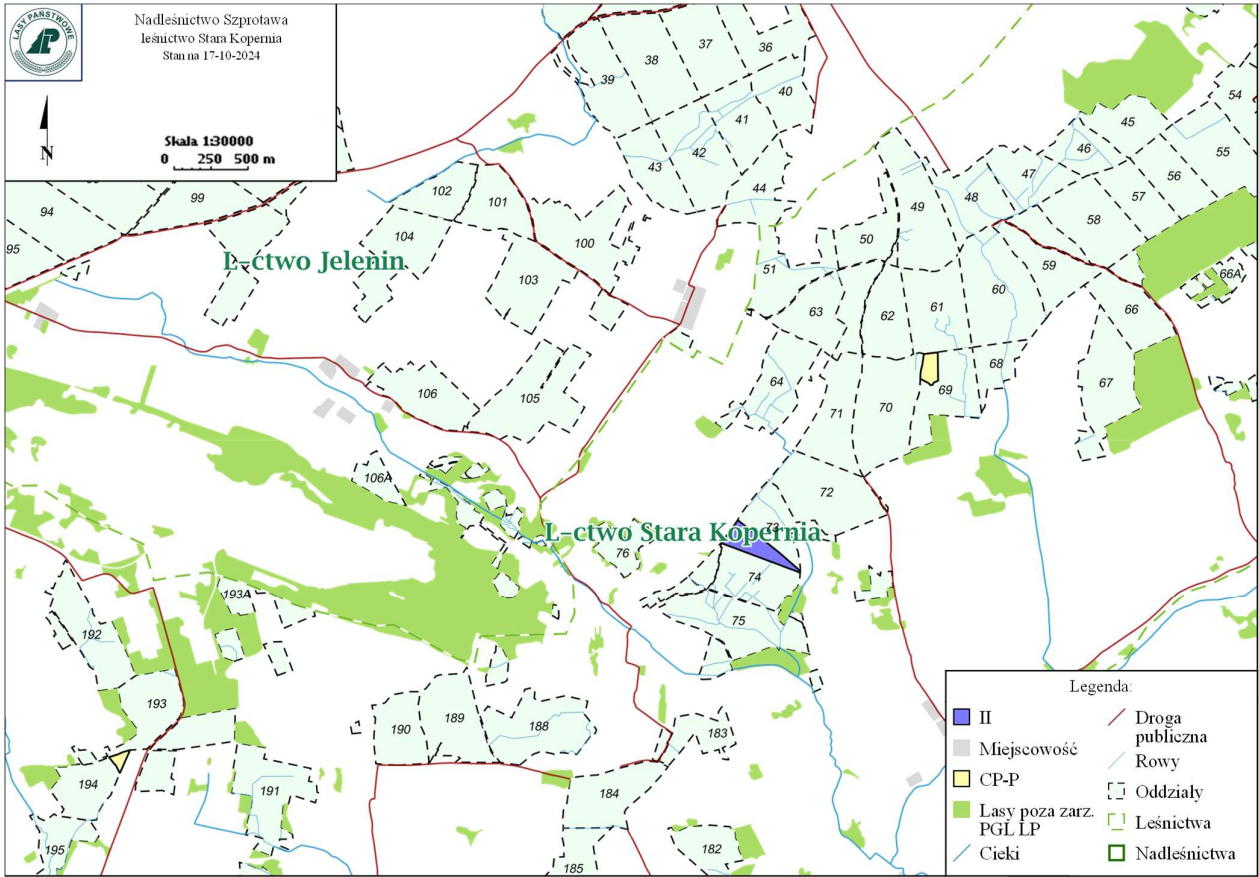 LASY PAŃSTWOWE
Nadleśnictwo Szprotawa
leśnictwo Stara Kopernia
Stan na 17-10-2024
N
Skala 1:30000
0 250 500 m
36
37
38
39
40
41
42
43
44
45
46
47
48
49
50
51
54
55
56
57
58
59
60
61
62
63
64
66
66A
67
68
69
70
71
72
73
74
75
76
94
95
99
100
101
102
103
104
105
106
106A
L-ctwo Jelenin
L-ctwo Stara Kopernia
182
183
184
185
188
189
190
191
192
193
193A
194
195
Legenda:
II
Miejscowość
CP-P
Lasy poza zarz.
PGL LP
Cieki
Droga
publiczna
Rowy
Oddziały
Leśnictwa
Nadleśnictwa